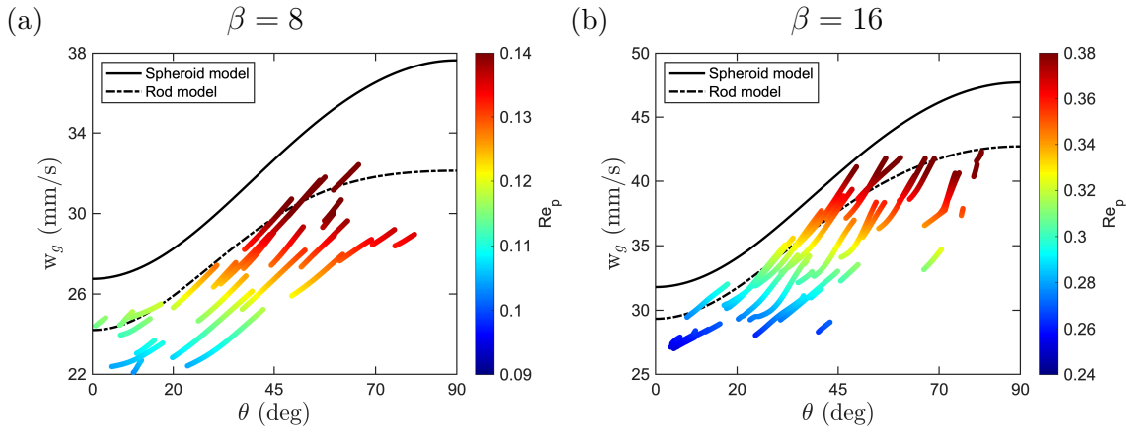 (a)
β = 8
38
34
30
26
22
0
20
45
70
90
w_g (mm/s)
θ (deg)
Spheroid model
Rod model
0.14
0.13
0.12
0.11
0.1
0.09
Re_p
(b)
β = 16
50
45
40
35
30
25
0
20
45
70
90
w_g (mm/s)
θ (deg)
Spheroid model
Rod model
0.38
0.36
0.34
0.32
0.3
0.28
0.26
0.24
Re_p